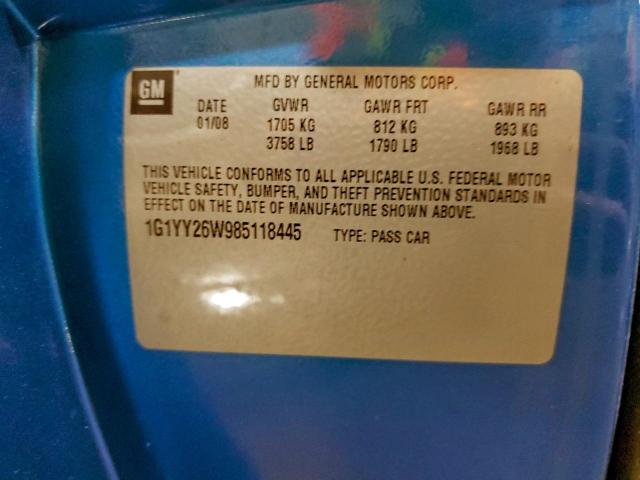 GM MFD BY GENERAL MOTORS CORP.
DATE GVWR GAWR FRT GAWR RR
01/08 1705 KG 812 KG 893 KG
3758 LB 1790 LB 1968 LB
THIS VEHICLE CONFORMS TO ALL APPLICABLE U.S. FEDERAL MOTOR
VEHICLE SAFETY, BUMPER, AND THEFT PREVENTION STANDARDS IN
EFFECT ON THE DATE OF MANUFACTURE SHOWN ABOVE.
1G1YY26W985118445 TYPE: PASS CAR